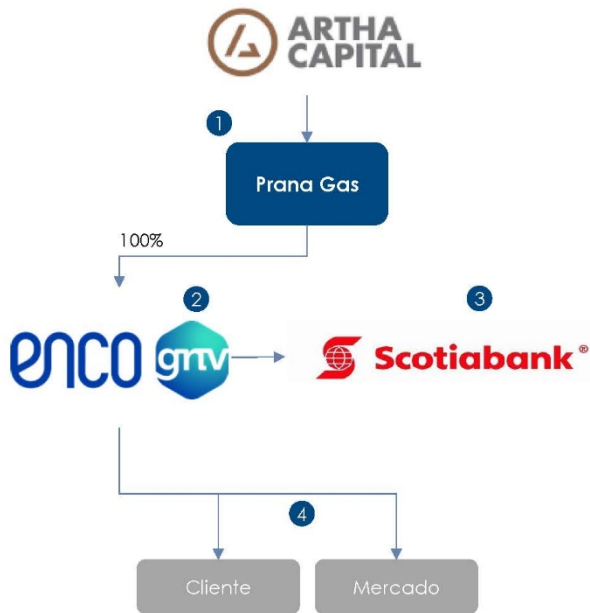 ARTHA
CAPITAL
1
Prana Gas
100%
2
3
enco gnv
Scotiabank®
4
Cliente
Mercado